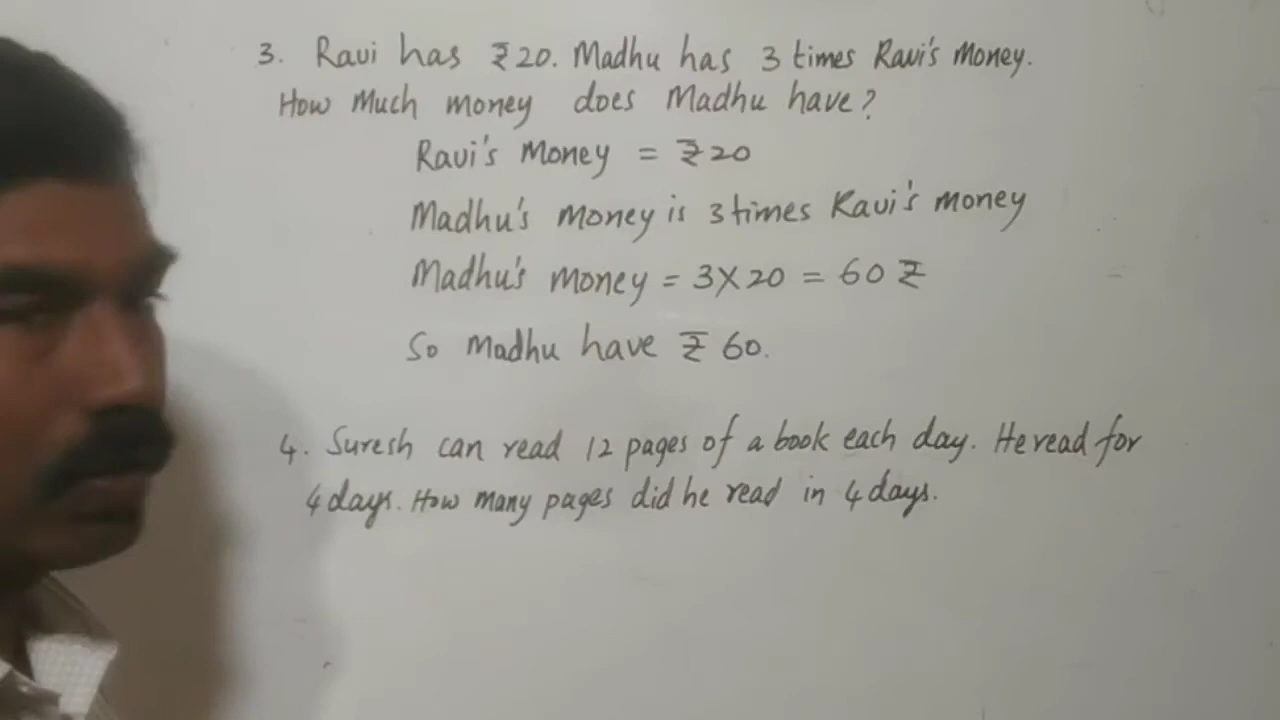 3. Ravi has ₹20. Madhu has 3 times Ravi's Money.
How Much money does Madhu have?
Ravi's Money = ₹20
Madhu's money is 3 times Ravi's money
Madhu's money = 3X20 = 60 ₹
So Madhu have ₹ 60.
4. Suresh can read 12 pages of a book each day. He read for
4 days. How many pages did he read in 4 days.